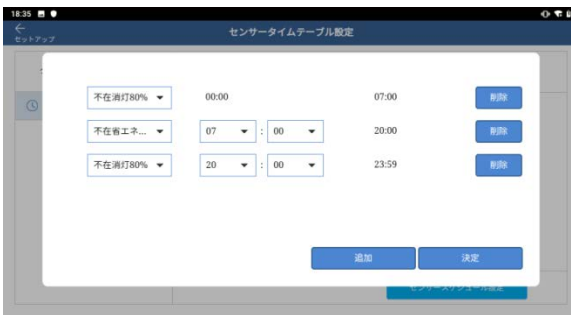 18:35
←
セットアップ
センサータイムテーブル設定
不在消灯80% 00:00 07:00 削除
不在省エネ... 07 : 00 20:00 削除
不在消灯80% 20 : 00 23:59 削除
追加 決定
センサースケジュール設定